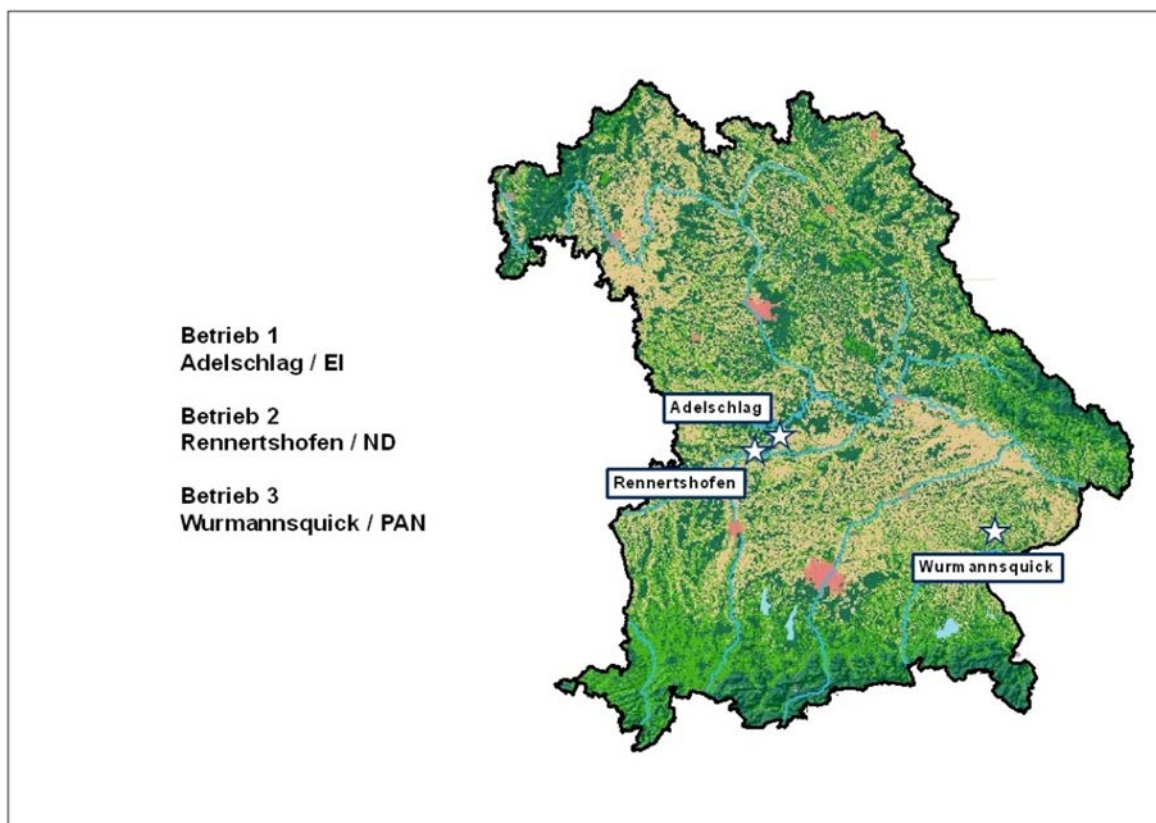 Betrieb 1
Adelschlag / EI
Betrieb 2
Rennertshofen / ND
Betrieb 3
Wurmannsquick / PAN
Adelschlag
Rennertshofen
Wurmannsquick